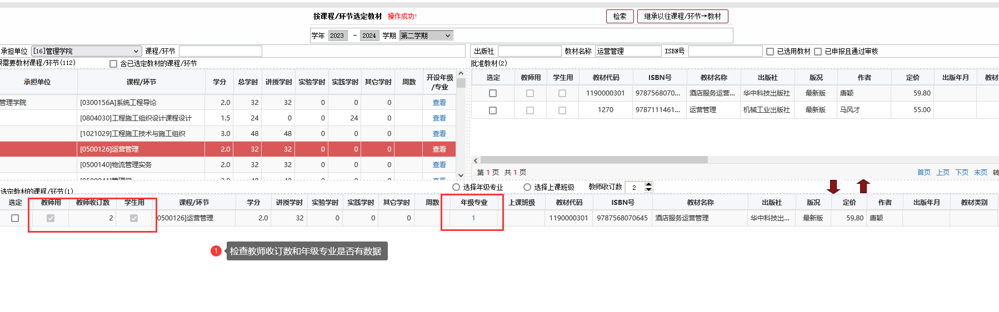 按课程/环节选定教材 操作成功! 检索 继承以往课程/环节→教材
学年 2023 - 2024 学期 第二学期
承担单位 [16]管理学院 课程/环节
出版社 教材名称 运营管理 ISBN号 已选用教材 已申报且通过审核
需要教材课程/环节(112) 含已选定教材的课程/环节
批准教材(2)
承担单位 课程/环节 学分 总学时 讲授学时 实验学时 实践学时 其它学时 周数 开设年级
/专业
管理学院 [0300156A]系统工程导论 2.0 32 32 0 0 0 查看
[0804030]工程施工组织设计课程设计 1.5 24 0 0 24 0 查看
[1021029]工程施工技术与施工组织 3.0 48 48 0 0 0 查看
[0500126]运营管理 2.0 32 32 0 0 0 查看
[0500140]物流管理实务 2.0 32 32 0 0 0 查看
选定 教师用 学生用 教材代码 ISBN号 教材名称 出版社 版况 作者 定价 出版年月 教材
1190000301 9787568070... 酒店服务运营... 华中科技出版社 最新版 唐颖 59.80
1270 9787111461... 运营管理 机械工业出版社 最新版 马风才 55.00
第 1 页 共 1 页 首页 上页 下页 末页 转
选定教材的课程/环节(1) 选择年级专业 选择上课班级 教师收订数 2
选定 教师用 教师收订数 学生用 课程/环节 学分 讲授学时 实验学时 实践学时 其它学时 周数 年级专业 上课班级 教材代码 ISBN号 教材名称 出版社 版况 定价 作者 出版年月 教材类别
2 0500126]运营管理 2.0 32 0 0 0 1 1190000301 9787568070645 酒店服务运营管理 华中科技出... 最新版 59.80 唐颖
1 检查教师收订数和年级专业是否有数据